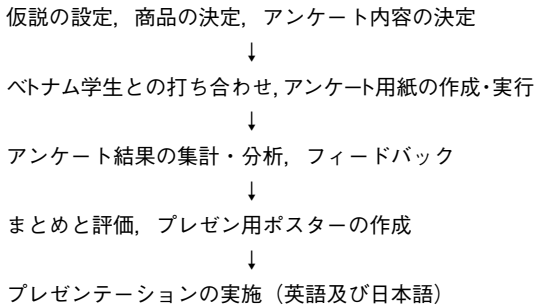 仮説の設定，商品の決定，アンケート内容の決定
↓
ベトナム学生との打ち合わせ,アンケート用紙の作成・実行
↓
アンケート結果の集計・分析，フィードバック
↓
まとめと評価，プレゼン用ポスターの作成
↓
プレゼンテーションの実施（英語及び日本語）